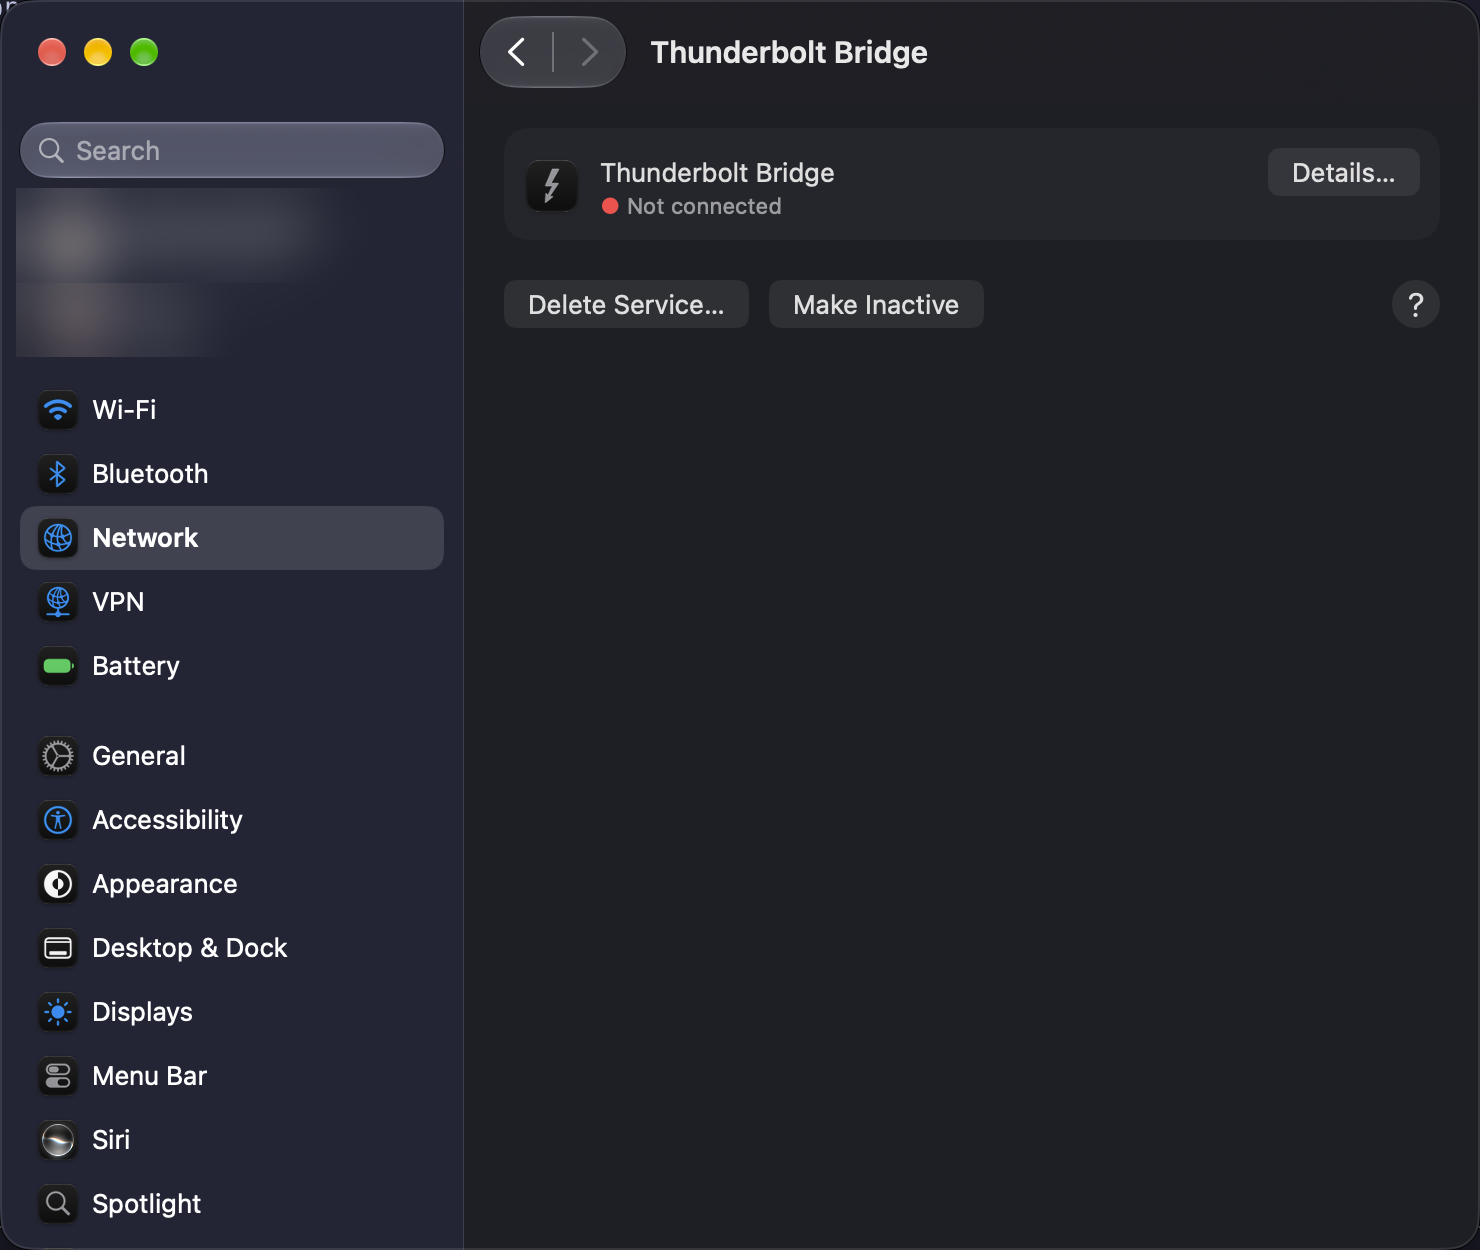 Thunderbolt Bridge
Search
Thunderbolt Bridge
Not connected
Details...
Delete Service...
Make Inactive
?
Wi-Fi
Bluetooth
Network
VPN
Battery
General
Accessibility
Appearance
Desktop & Dock
Displays
Menu Bar
Siri
Spotlight